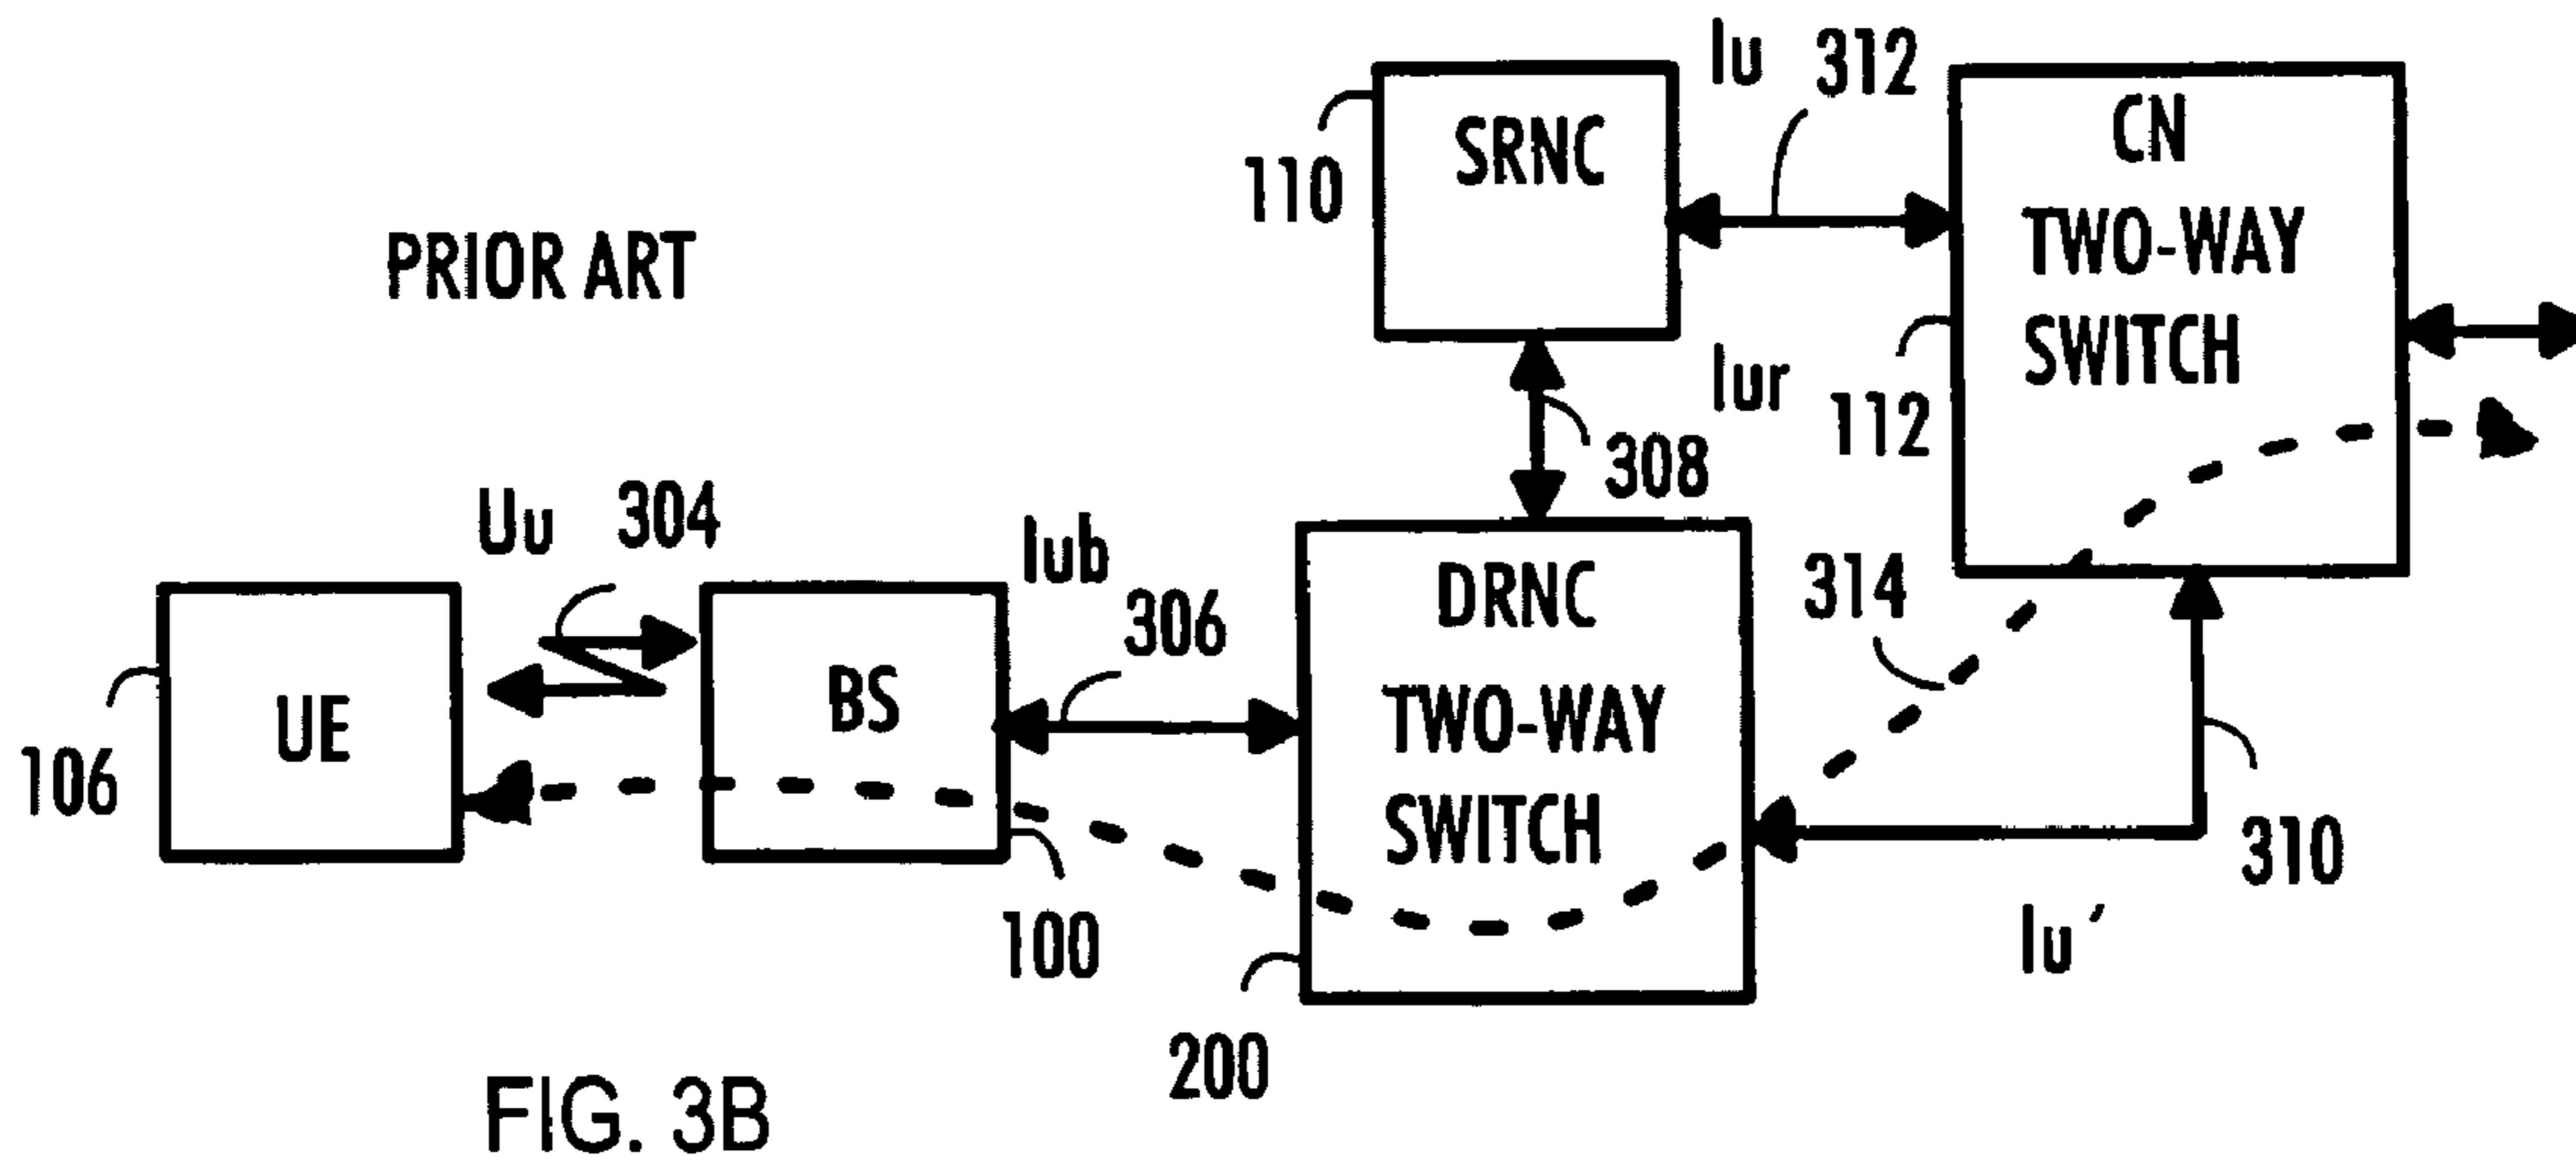 Iu
312
SRNC
110
CN
TWO-WAY
SWITCH
112
PRIOR ART
Iur
308
Uu
304
Iub
306
UE
106
BS
100
DRNC
TWO-WAY
SWITCH
200
314
310
Iu´
FIG. 3B